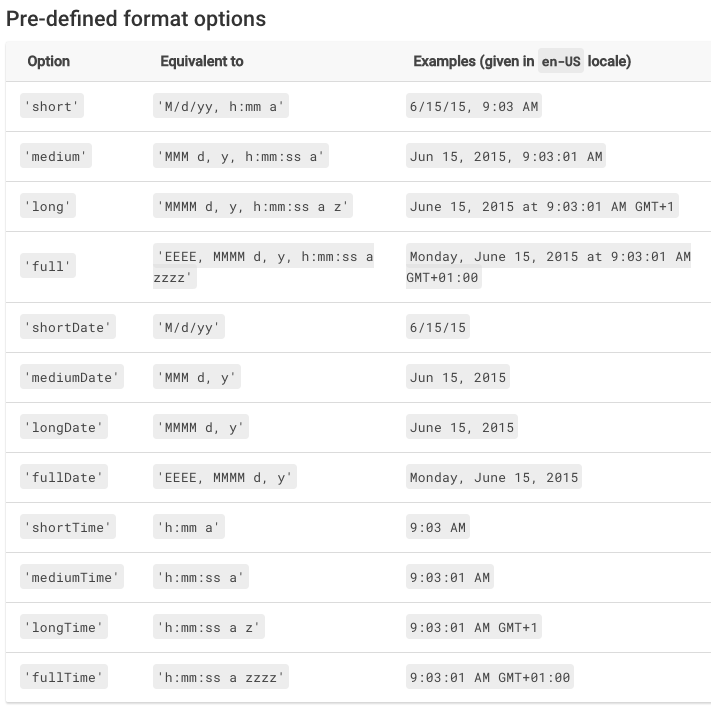 Pre-defined format options
Option Equivalent to Examples (given in en-US locale)
'short' 'M/d/yy, h:mm a' 6/15/15, 9:03 AM
'medium' 'MMM d, y, h:mm:ss a' Jun 15, 2015, 9:03:01 AM
'long' 'MMMM d, y, h:mm:ss a z' June 15, 2015 at 9:03:01 AM GMT+1
'full' 'EEEE, MMMM d, y, h:mm:ss a Monday, June 15, 2015 at 9:03:01 AM
zzzz' GMT+01:00
'shortDate' 'M/d/yy' 6/15/15
'mediumDate' 'MMM d, y' Jun 15, 2015
'longDate' 'MMMM d, y' June 15, 2015
'fullDate' 'EEEE, MMMM d, y' Monday, June 15, 2015
'shortTime' 'h:mm a' 9:03 AM
'mediumTime' 'h:mm:ss a' 9:03:01 AM
'longTime' 'h:mm:ss a z' 9:03:01 AM GMT+1
'fullTime' 'h:mm:ss a zzzz' 9:03:01 AM GMT+01:00